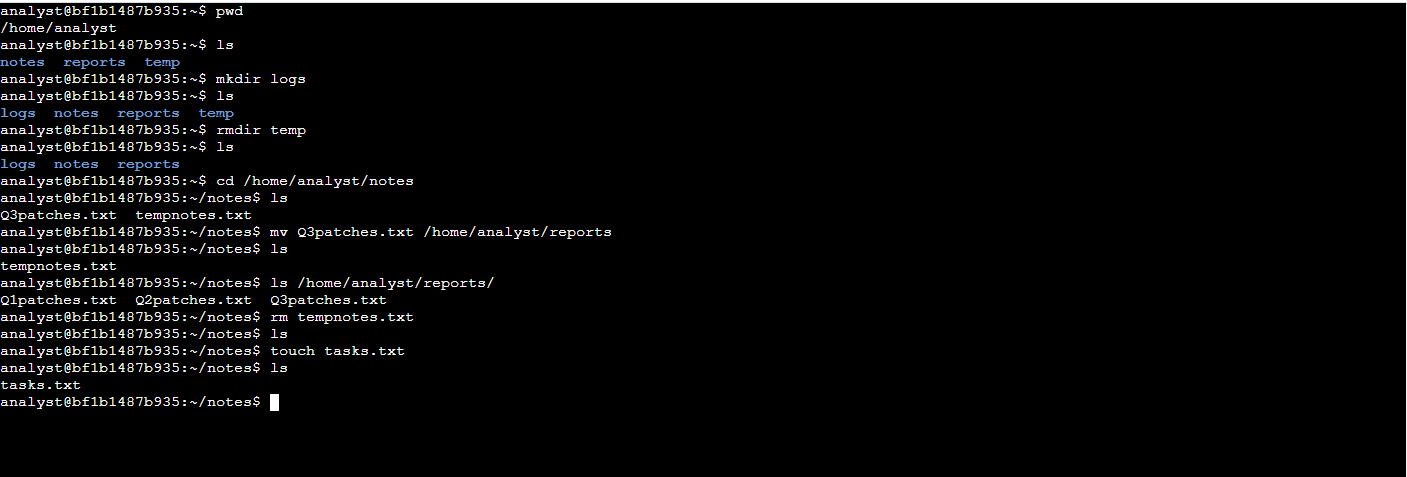 analyst@bf1b1487b935:~$ pwd
/home/analyst
analyst@bf1b1487b935:~$ ls
notes  reports  temp
analyst@bf1b1487b935:~$ mkdir logs
analyst@bf1b1487b935:~$ ls
logs  notes  reports  temp
analyst@bf1b1487b935:~$ rmdir temp
analyst@bf1b1487b935:~$ ls
logs  notes  reports
analyst@bf1b1487b935:~$ cd /home/analyst/notes
analyst@bf1b1487b935:~/notes$ ls
Q3patches.txt  tempnotes.txt
analyst@bf1b1487b935:~/notes$ mv Q3patches.txt /home/analyst/reports
analyst@bf1b1487b935:~/notes$ ls
tempnotes.txt
analyst@bf1b1487b935:~/notes$ ls /home/analyst/reports/
Q1patches.txt  Q2patches.txt  Q3patches.txt
analyst@bf1b1487b935:~/notes$ rm tempnotes.txt
analyst@bf1b1487b935:~/notes$ ls
analyst@bf1b1487b935:~/notes$ touch tasks.txt
analyst@bf1b1487b935:~/notes$ ls
tasks.txt
analyst@bf1b1487b935:~/notes$